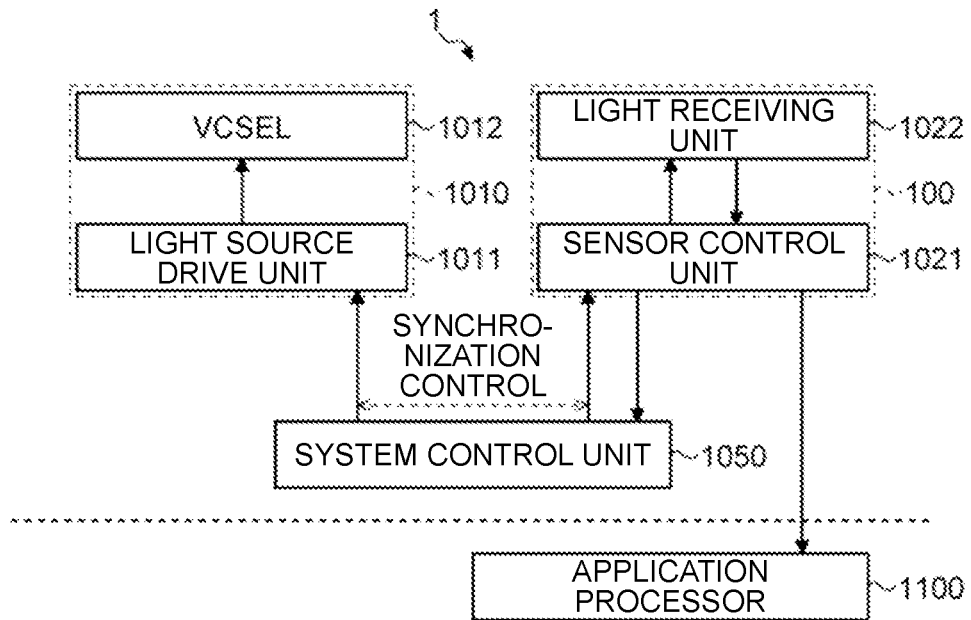 1
VCSEL
1012
LIGHT RECEIVING
UNIT
1022
1010
100
LIGHT SOURCE
DRIVE UNIT
1011
SENSOR CONTROL
UNIT
1021
SYNCHRO-
NIZATION
CONTROL
SYSTEM CONTROL UNIT
1050
APPLICATION
PROCESSOR
1100